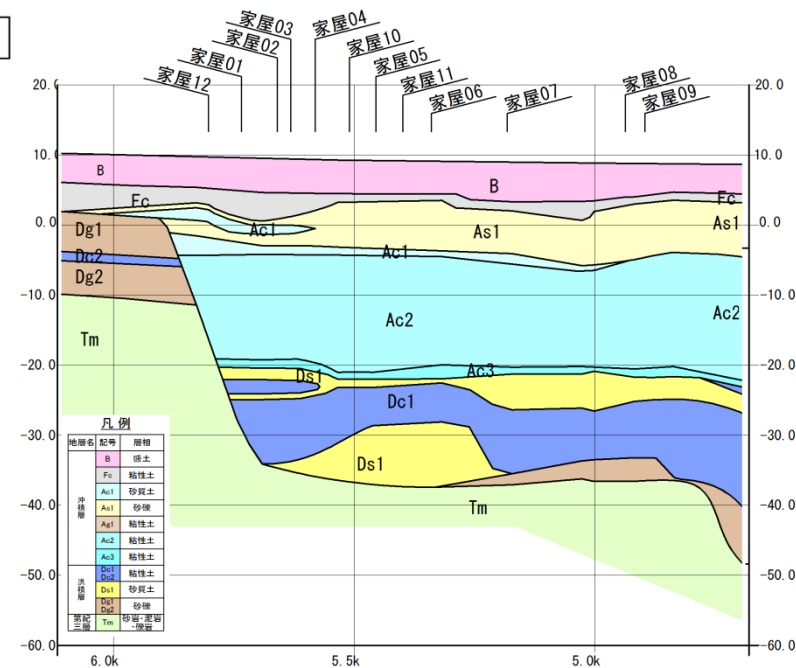 家屋03
家屋04
家屋02
家屋10
家屋01
家屋05
家屋12
家屋11
家屋06
家屋07
家屋08
家屋09
20.0
20.0
10.0
10.0
B
B
Fc
Fc
0.0
0.0
Dg1
Ac1
As1
As1
Dc2
Ac1
Dg2
-10.0
-10.0
Ac2
Ac2
Tm
-20.0
-20.0
Ds1
Ac3
Dc1
-30.0
-30.0
Ds1
-40.0
-40.0
Tm
-50.0
-50.0
-60.0
-60.0
6.0k
5.5k
5.0k
凡例
地層名 記号 層相
沖積層
B 盛土
Fc 粘性土
Ac1 砂質土
As1 砂礫
Ag1 粘性土
Ac2 粘性土
Ac3 粘性土
洪積層
Dc1
Dc2 粘性土
Ds1 砂質土
Dg1
Dg2 砂礫
第三紀層 Tm 砂岩・泥岩
・礫岩